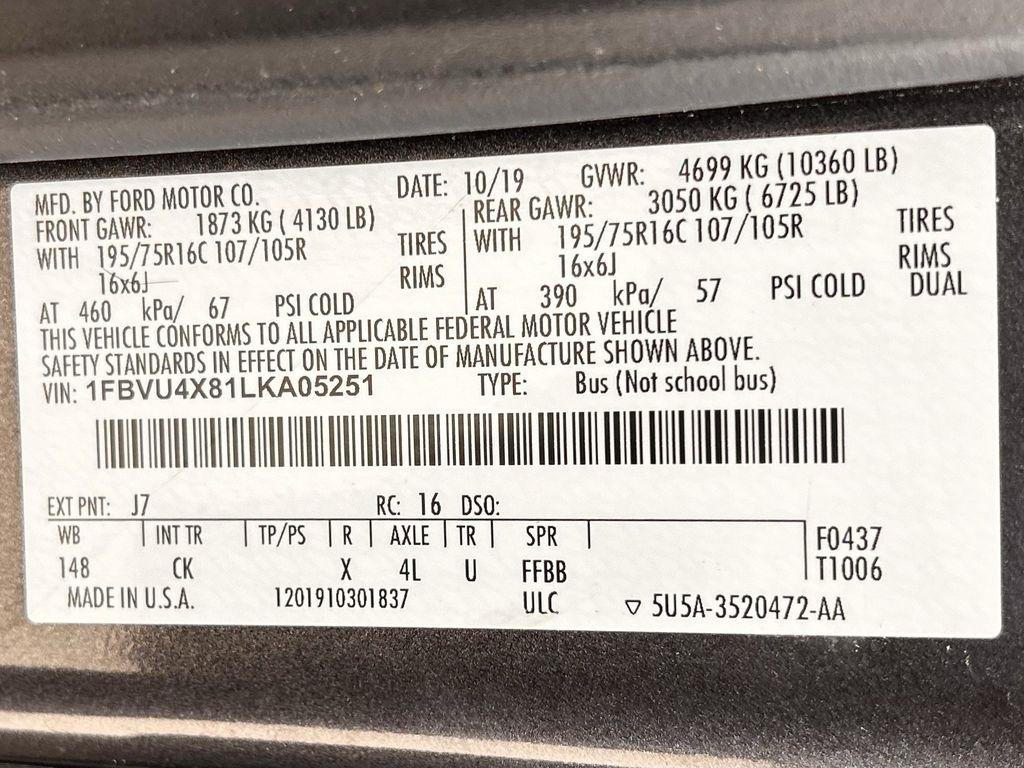 MFD. BY FORD MOTOR CO. DATE: 10/19 GVWR: 4699 KG (10360 LB)
FRONT GAWR: 1873 KG ( 4130 LB) REAR GAWR: 3050 KG ( 6725 LB)
WITH 195/75R16C 107/105R TIRES WITH 195/75R16C 107/105R TIRES
16x6J RIMS 16x6J RIMS
AT 460 kPa/ 67 PSI COLD AT 390 kPa/ 57 PSI COLD DUAL
THIS VEHICLE CONFORMS TO ALL APPLICABLE FEDERAL MOTOR VEHICLE
SAFETY STANDARDS IN EFFECT ON THE DATE OF MANUFACTURE SHOWN ABOVE.
VIN: 1FBVU4X81LKA05251 TYPE: Bus (Not school bus)
EXT PNT: J7 RC: 16 DSO:
WB INT TR TP/PS R AXLE TR SPR F0437
148 CK X 4L U FFBB T1006
MADE IN U.S.A. 1201910301837 ULC ▽ 5U5A-3520472-AA